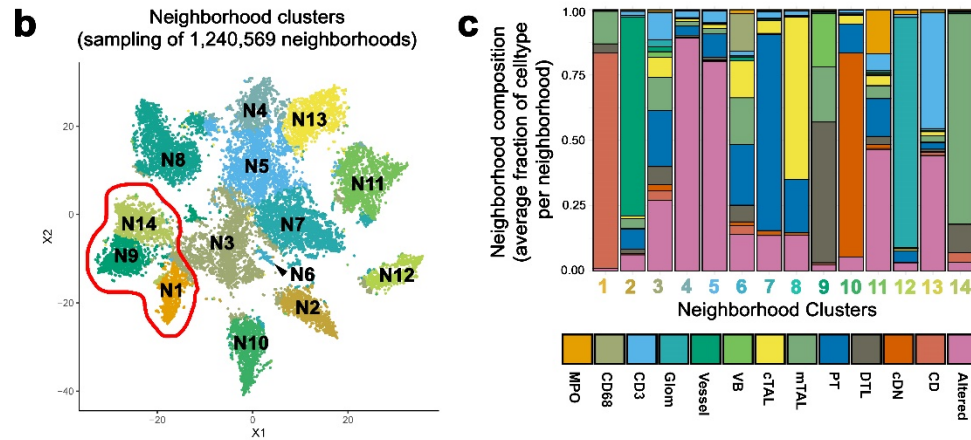 b
Neighborhood clusters
(sampling of 1,240,569 neighborhoods)
20
0
−20
−40
X2
N4
N13
N8
N5
N11
N14
N7
N3
N9
N6
N12
N1
N2
N10
−20
0
20
X1
c
Neighborhood composition
(average fraction of celltype
per neighborhood)
1.00
0.75
0.50
0.25
0.00
1 2 3 4 5 6 7 8 9 10 11 12 13 14
Neighborhood Clusters
MPO
CD68
CD3
Glom
Vessel
VB
cTAL
mTAL
PT
DTL
cDN
CD
Altered